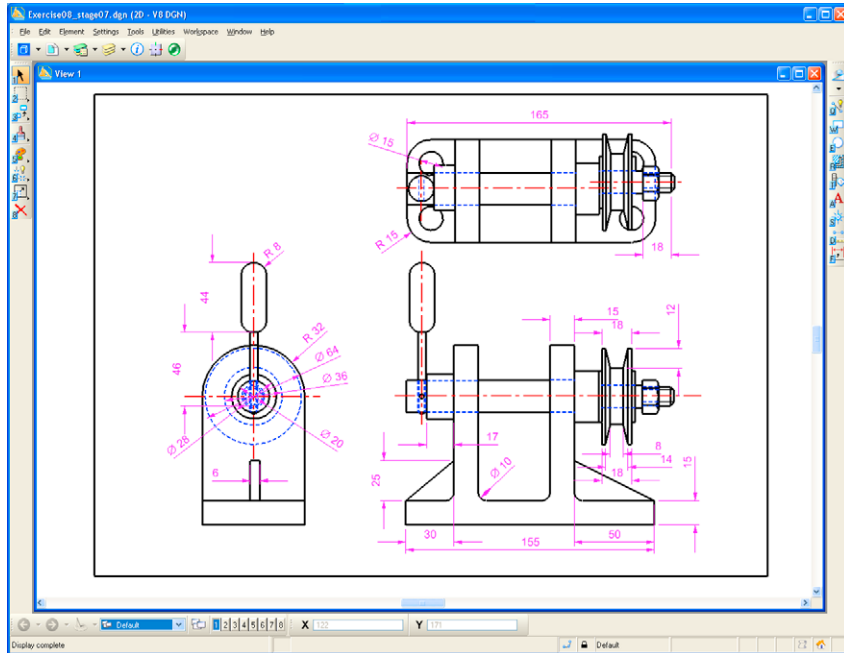 Exercise08_stage07.dgn (2D - V8 DGN)
File Edit Element Settings Tools Utilities Workspace Window Help
View 1
165
Ø 15
R 15
18
R 8
44
46
R 32
Ø 64
Ø 36
Ø 28
Ø 20
6
15
18
12
17
25
Ø 10
8
14
18
15
30
155
50
Default
1 2 3 4 5 6 7 8
X 122
Y 171
Display complete
Default